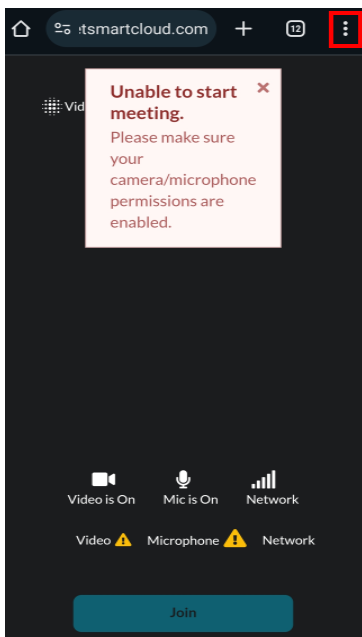 :tsmartcloud.com 12
Vid
Unable to start
meeting.
Please make sure
your
camera/microphone
permissions are
enabled.
Video is On Mic is On Network
Video Microphone Network
Join